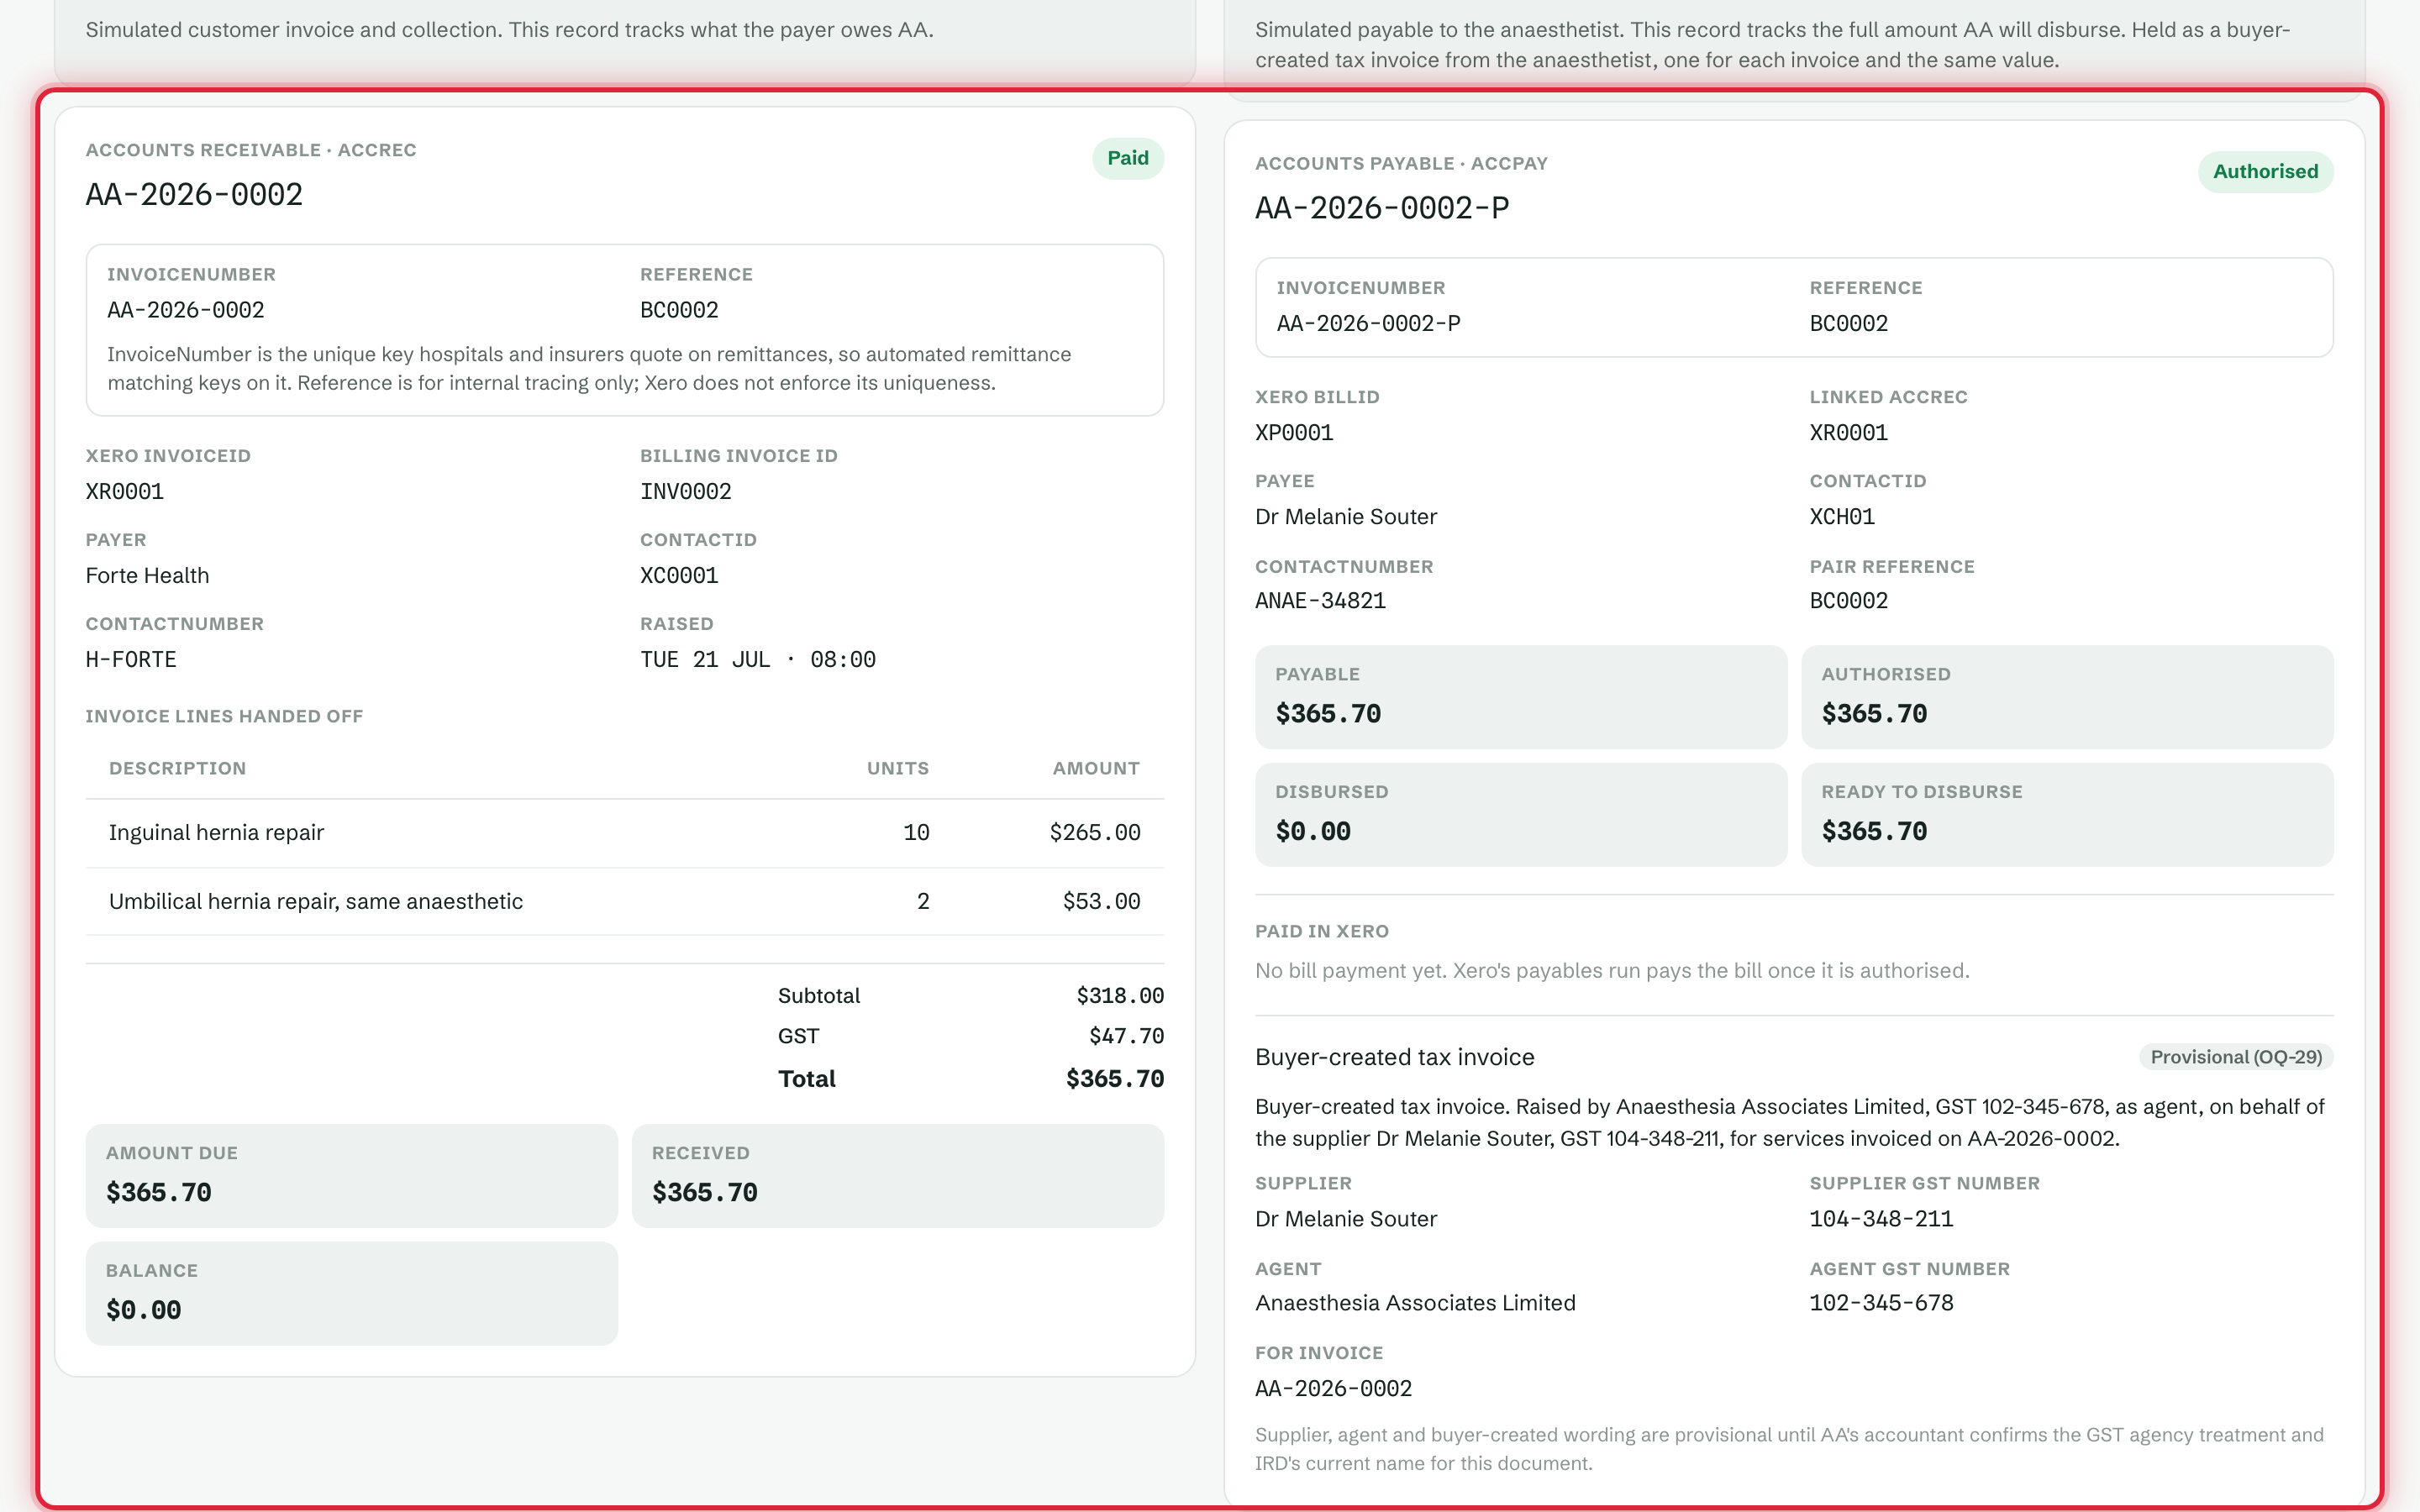 Simulated customer invoice and collection. This record tracks what the payer owes AA.
ACCOUNTS RECEIVABLE · ACCREC
Paid
AA-2026-0002
INVOICENUMBER
REFERENCE
AA-2026-0002
BC0002
InvoiceNumber is the unique key hospitals and insurers quote on remittances, so automated remittance
matching keys on it. Reference is for internal tracing only; Xero does not enforce its uniqueness.
XERO INVOICEID
BILLING INVOICE ID
XR0001
INV0002
PAYER
CONTACTID
Forte Health
XC0001
CONTACTNUMBER
RAISED
H-FORTE
TUE 21 JUL · 08:00
INVOICE LINES HANDED OFF
DESCRIPTION
UNITS
AMOUNT
Inguinal hernia repair
10
$265.00
Umbilical hernia repair, same anaesthetic
2
$53.00
Subtotal
$318.00
GST
$47.70
Total
$365.70
AMOUNT DUE
RECEIVED
$365.70
$365.70
BALANCE
$0.00
Simulated payable to the anaesthetist. This record tracks the full amount AA will disburse. Held as a buyer-
created tax invoice from the anaesthetist, one for each invoice and the same value.
ACCOUNTS PAYABLE · ACCPAY
Authorised
AA-2026-0002-P
INVOICENUMBER
REFERENCE
AA-2026-0002-P
BC0002
XERO BILLID
LINKED ACCREC
XP0001
XR0001
PAYEE
CONTACTID
Dr Melanie Souter
XCH01
CONTACTNUMBER
PAIR REFERENCE
ANAE-34821
BC0002
PAYABLE
AUTHORISED
$365.70
$365.70
DISBURSED
READY TO DISBURSE
$0.00
$365.70
PAID IN XERO
No bill payment yet. Xero's payables run pays the bill once it is authorised.
Buyer-created tax invoice
Provisional (OQ-29)
Buyer-created tax invoice. Raised by Anaesthesia Associates Limited, GST 102-345-678, as agent, on behalf of
the supplier Dr Melanie Souter, GST 104-348-211, for services invoiced on AA-2026-0002.
SUPPLIER
SUPPLIER GST NUMBER
Dr Melanie Souter
104-348-211
AGENT
AGENT GST NUMBER
Anaesthesia Associates Limited
102-345-678
FOR INVOICE
AA-2026-0002
Supplier, agent and buyer-created wording are provisional until AA's accountant confirms the GST agency treatment and
IRD's current name for this document.